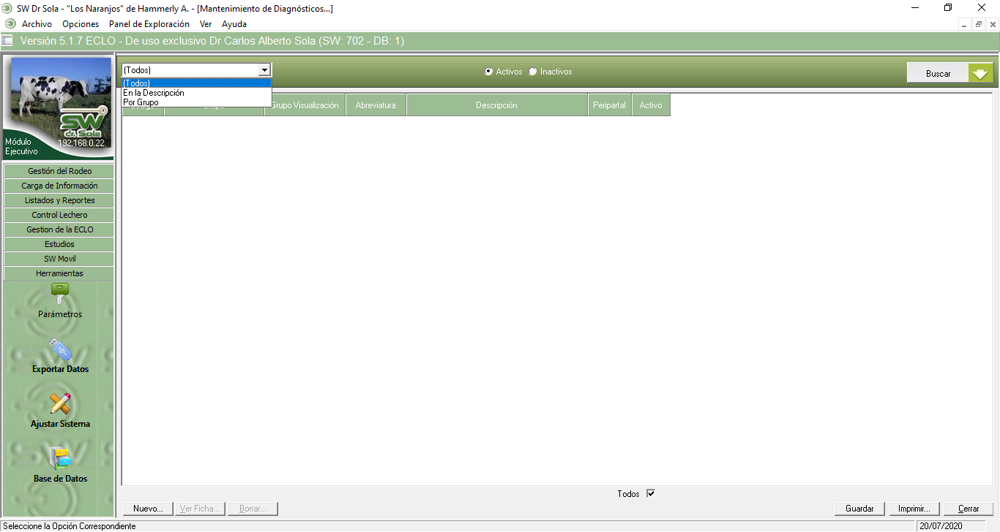 SW Dr Sola - "Los Naranjos" de Hammerly A. - [Mantenimiento de Diagnósticos...]
Archivo Opciones Panel de Exploración Ver Ayuda
Versión 5.1.7 ECLO - De uso exclusivo Dr Carlos Alberto Sola (SW: 702 - DB: 1)
(Todos)
Activos Inactivos
Buscar
(Todos)
En la Descripción
Por Grupo
Grupo Visualización Abreviatura Descripción Peripartal Activo
SW
dr. Sola
Módulo
Ejecutivo
192.168.0.22
Gestión del Rodeo
Carga de Información
Listados y Reportes
Control Lechero
Gestion de la ECLO
Estudios
SW Movil
Herramientas
Parámetros
Exportar Datos
Ajustar Sistema
Base de Datos
Todos
Nuevo... Ver Ficha... Borrar... Guardar Imprimir... Cerrar
Seleccione la Opción Correspondiente
20/07/2020